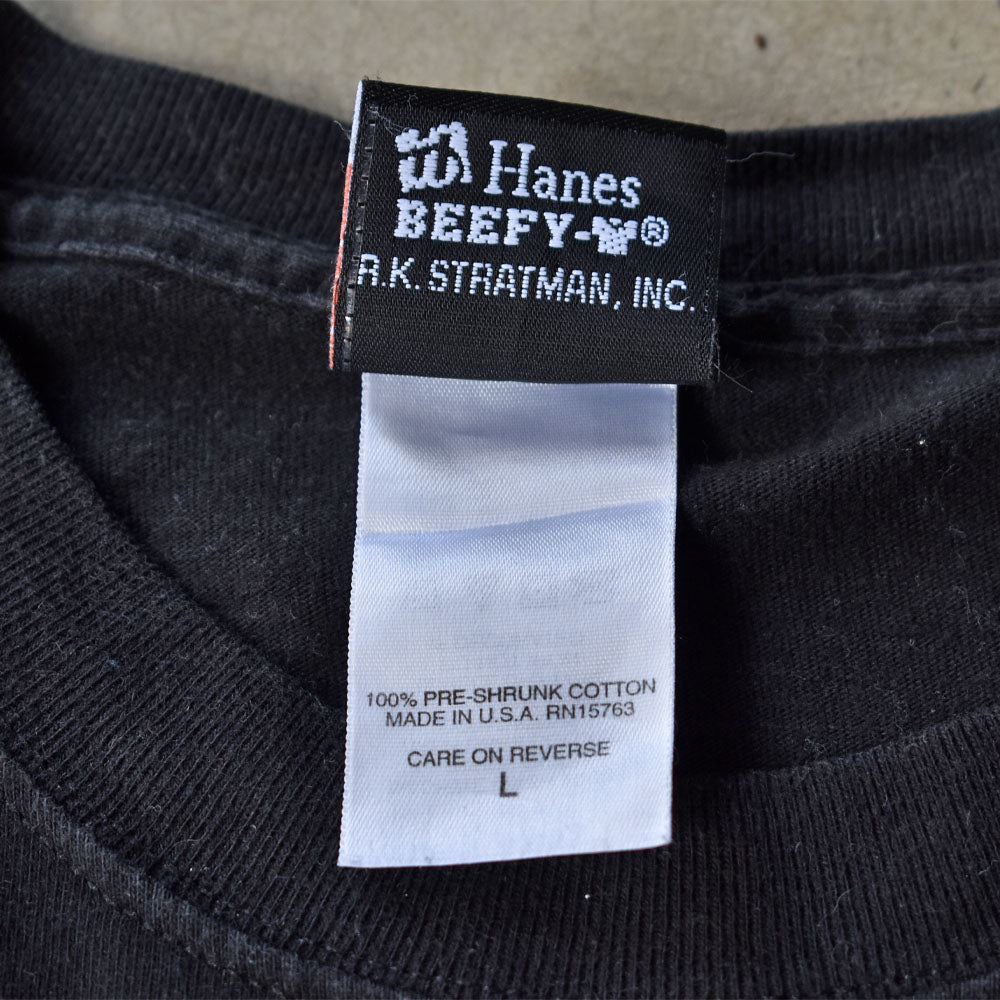 Hanes
BEEFY-T®
R.K. STRATMAN, INC.
100% PRE-SHRUNK COTTON
MADE IN U.S.A. RN15763
CARE ON REVERSE
L